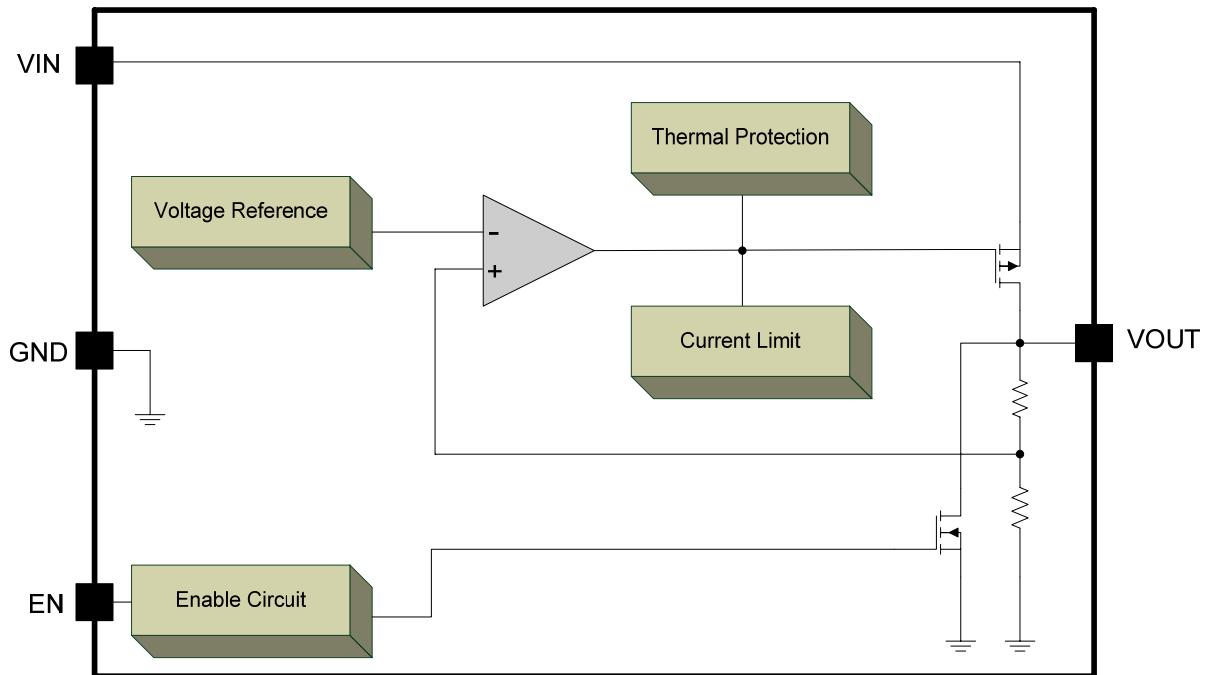 VIN
Thermal Protection
Voltage Reference
-
+
Current Limit
GND
VOUT
EN
Enable Circuit